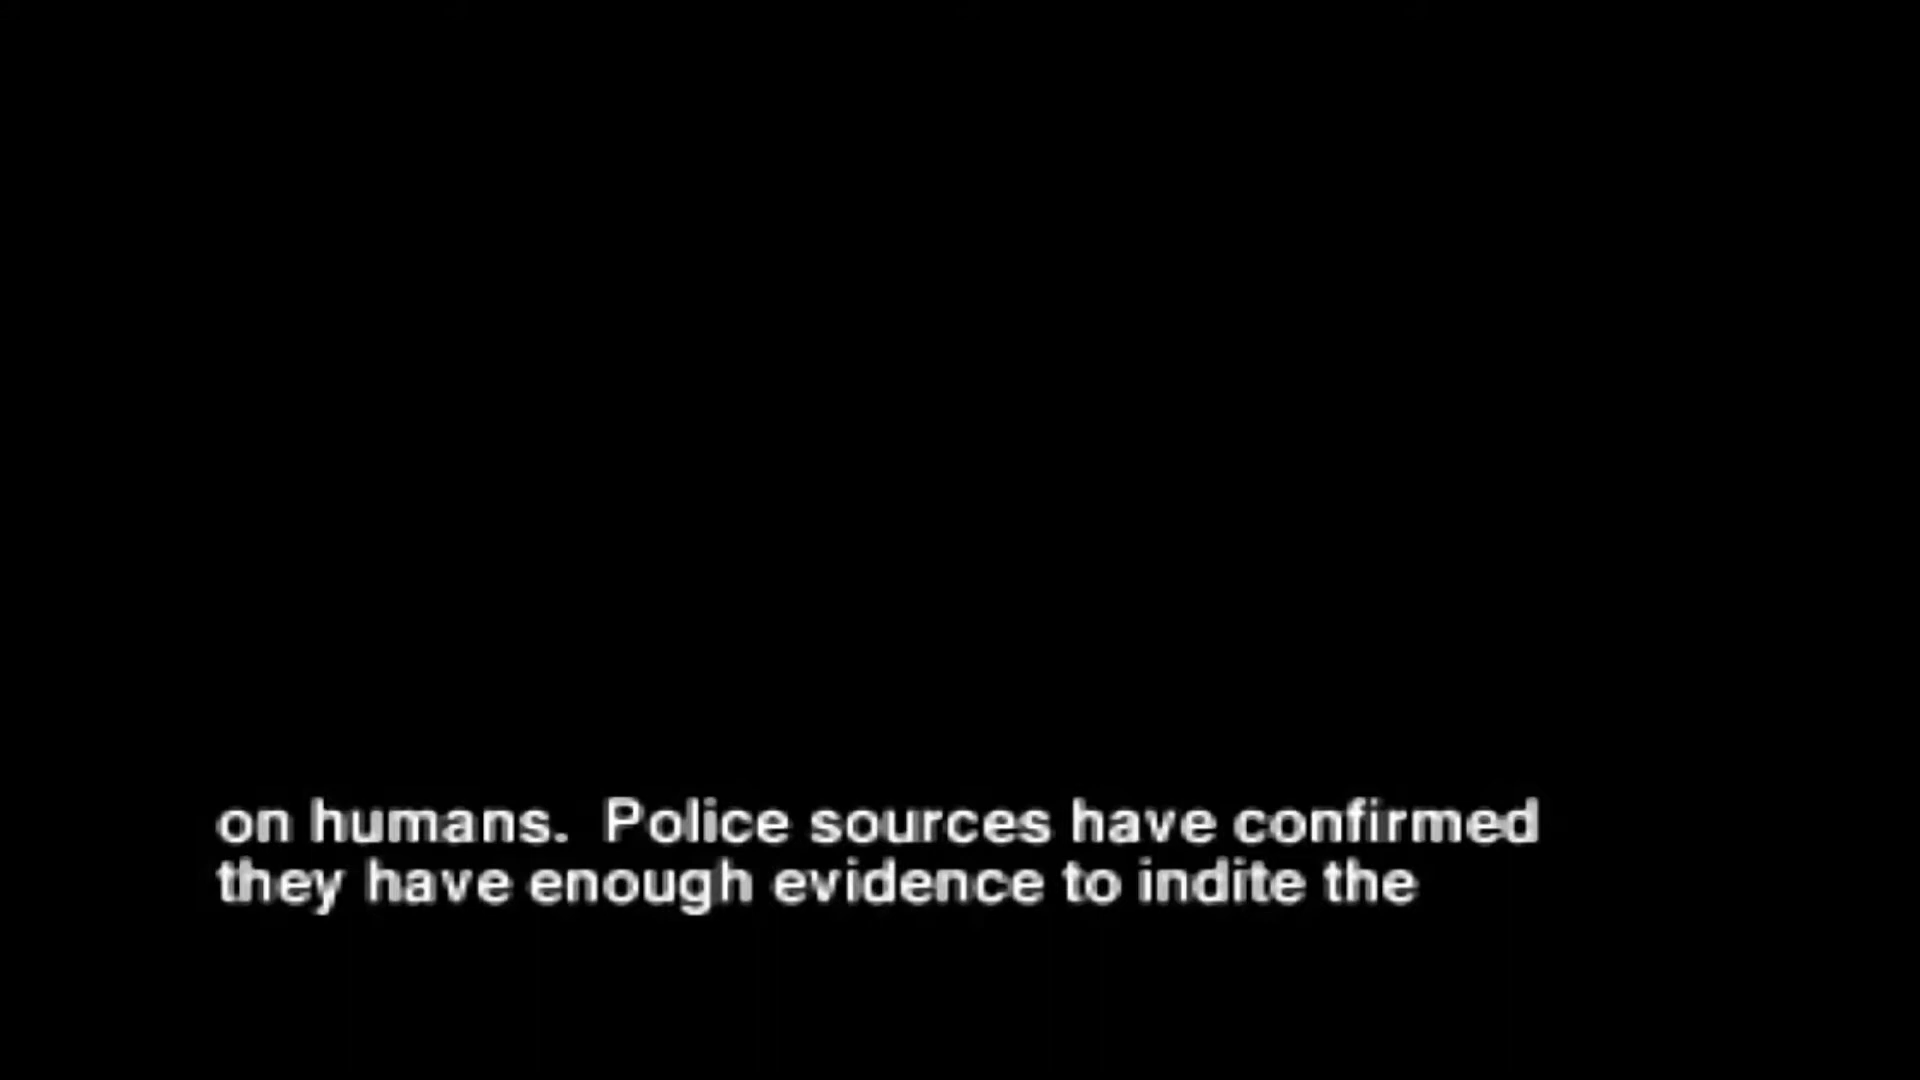 on humans.  Police sources have confirmed
they have enough evidence to indite the